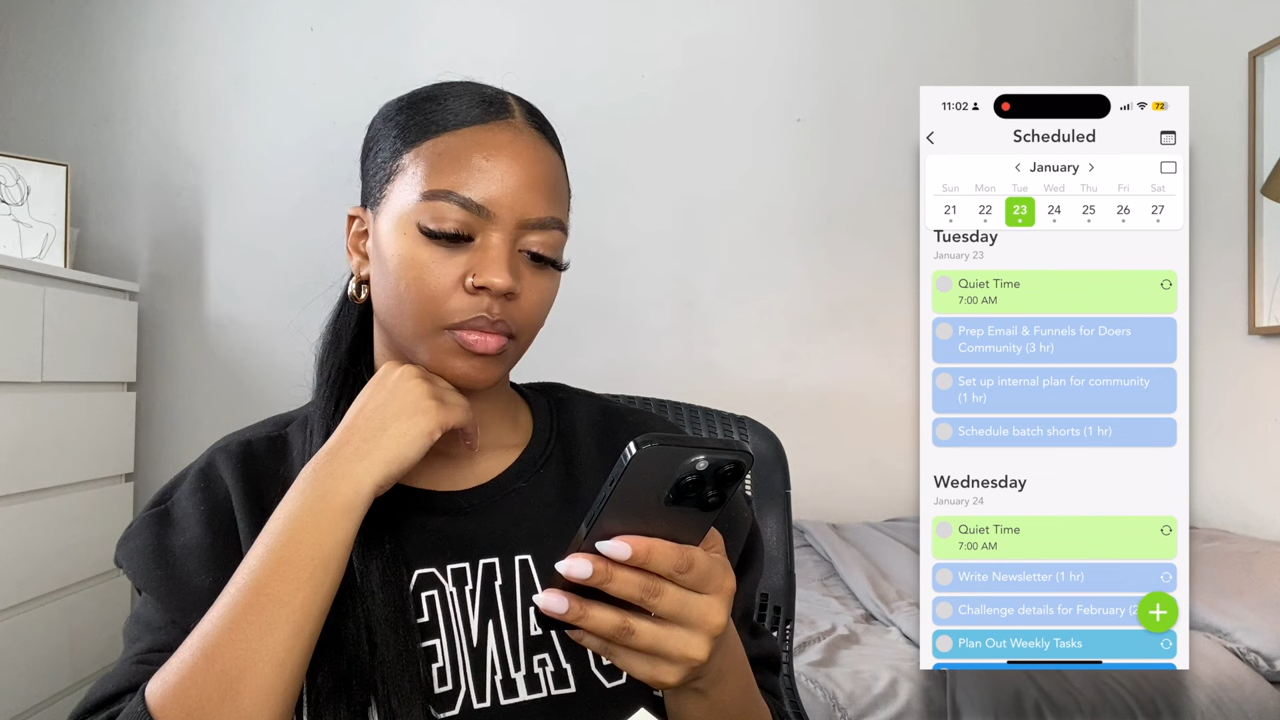 11:02
72
Scheduled
January
Sun Mon Tue Wed Thu Fri Sat
21 22 23 24 25 26 27
Tuesday
January 23
Quiet Time
7:00 AM
Prep Email & Funnels for Doers
Community (3 hr)
Set up internal plan for community
(1 hr)
Schedule batch shorts (1 hr)
Wednesday
January 24
Quiet Time
7:00 AM
Write Newsletter (1 hr)
Challenge details for February (2
Plan Out Weekly Tasks